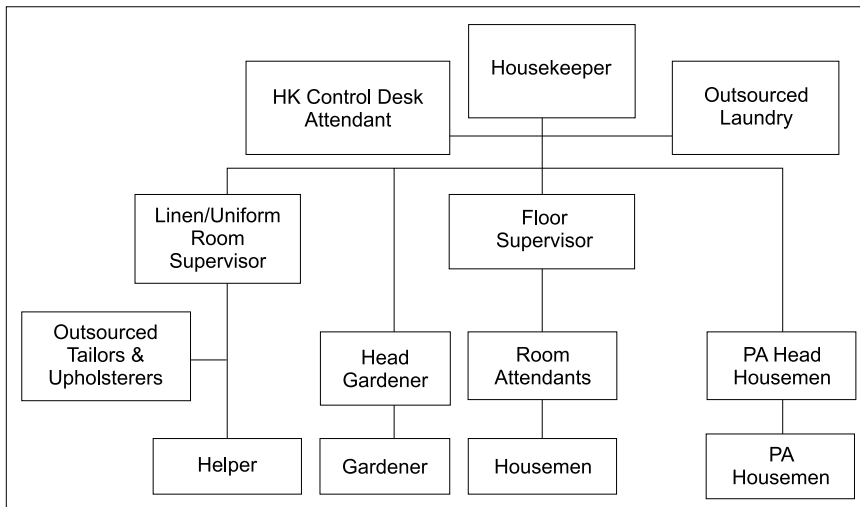 Housekeeper
HK Control Desk
Attendant
Outsourced
Laundry
Linen/Uniform
Room
Supervisor
Floor
Supervisor
Outsourced
Tailors &
Upholsterers
Head
Gardener
Room
Attendants
PA Head
Housemen
Helper
Gardener
Housemen
PA
Housemen